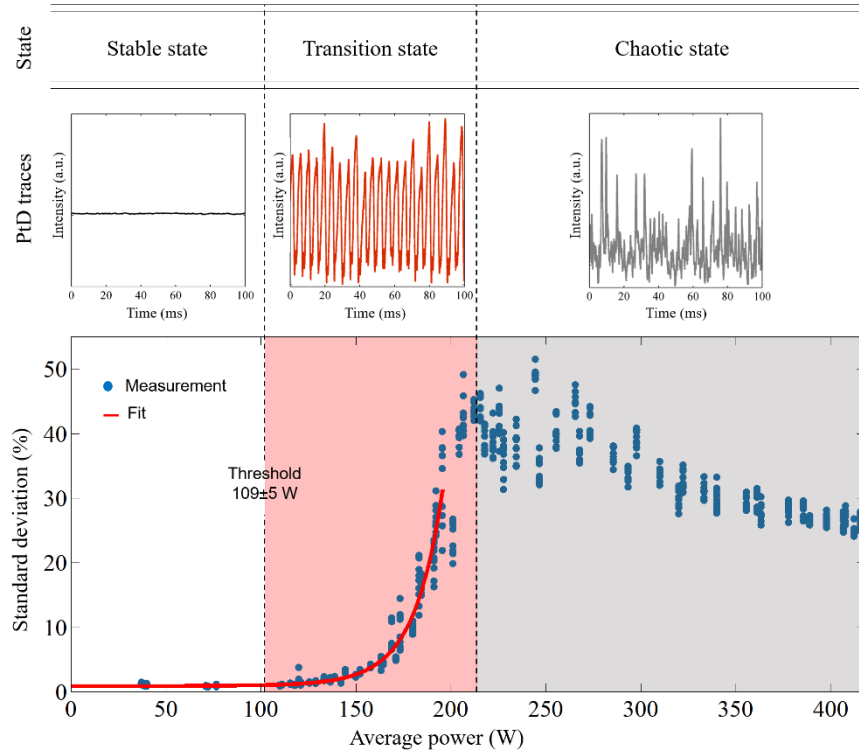 State
Stable state
Transition state
Chaotic state
PtD traces
Intensity (a.u.)
0 20 40 60 80 100
Time (ms)
Intensity (a.u.)
0 20 40 60 80 100
Time (ms)
Intensity (a.u.)
0 20 40 60 80 100
Time (ms)
Standard deviation (%)
50
40
30
20
10
0
Measurement
Fit
Threshold
109±5 W
0 50 100 150 200 250 300 350 400
Average power (W)